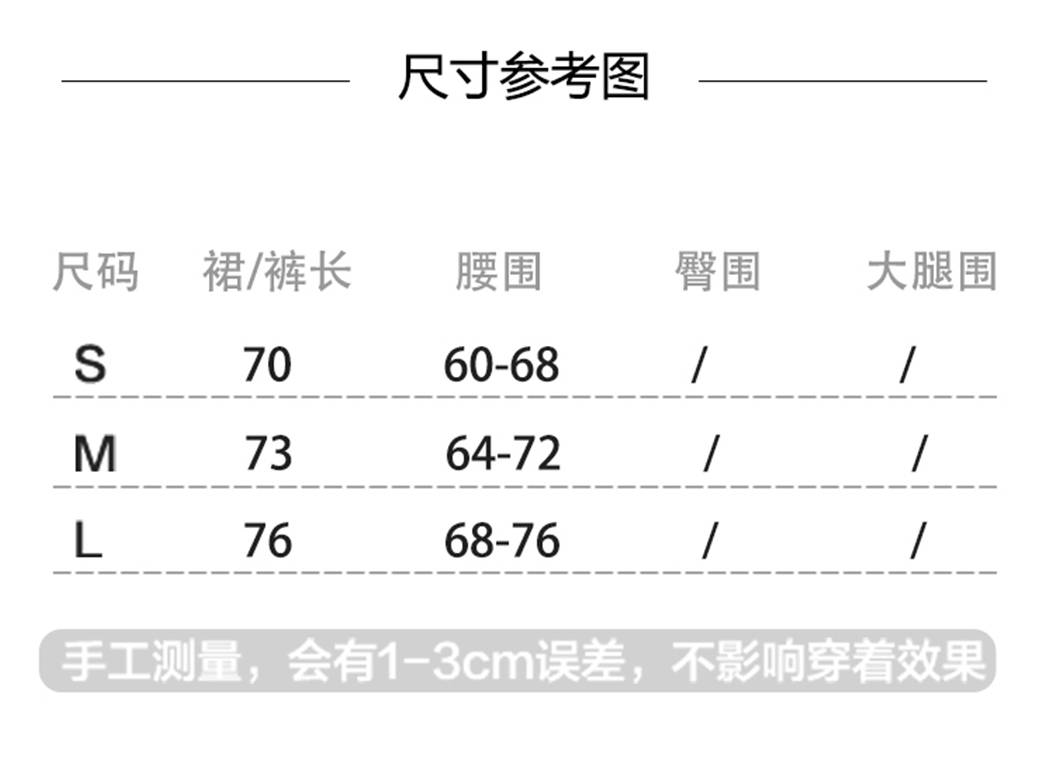 尺寸参考图
尺码 裙/裤长 腰围 臀围 大腿围
S 70 60-68 / /
M 73 64-72 / /
L 76 68-76 / /
手工测量，会有1-3cm误差，不影响穿着效果